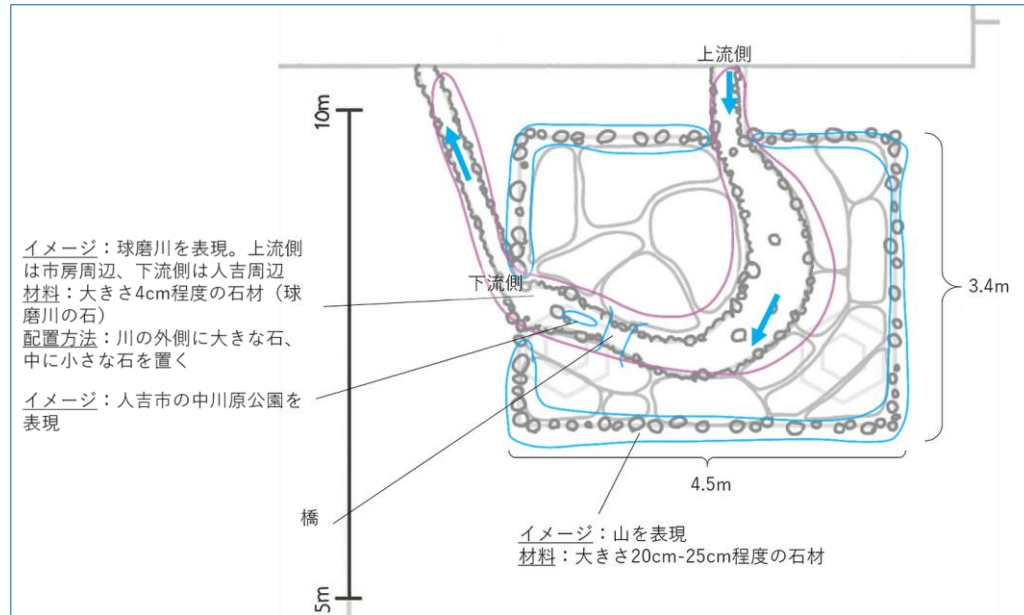 上流側
10m
イメージ：球磨川を表現。上流側
は市房周辺、下流側は人吉周辺
材料：大きさ4cm程度の石材（球
磨川の石）
配置方法：川の外側に大きな石、
中に小さな石を置く
下流側
3.4m
イメージ：人吉市の中川原公園を
表現
4.5m
橋
イメージ：山を表現
材料：大きさ20cm-25cm程度の石材
5m